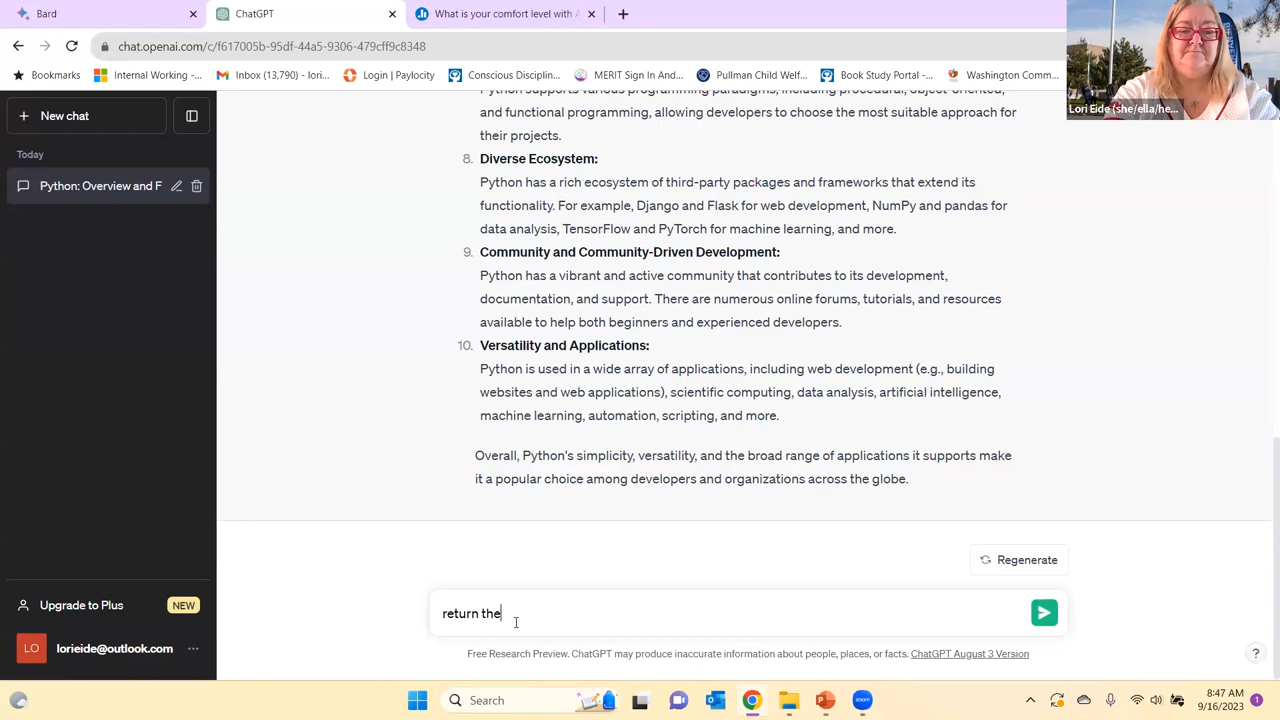 Bard
ChatGPT
What is your comfort level with A
chat.openai.com/c/f617005b-95df-44a5-9306-479cff9c8348
Bookmarks
Internal Working -...
Inbox (13,790) - lori...
Login | Paylocity
Conscious Disciplin...
MERIT Sign In And...
Pullman Child Welf...
Book Study Portal -...
Washington Comm...
Lori Eide (she/ella/he...
New chat
Today
Python: Overview and F
and functional programming, allowing developers to choose the most suitable approach for
their projects.
8. Diverse Ecosystem:
Python has a rich ecosystem of third-party packages and frameworks that extend its
functionality. For example, Django and Flask for web development, NumPy and pandas for
data analysis, TensorFlow and PyTorch for machine learning, and more.
9. Community and Community-Driven Development:
Python has a vibrant and active community that contributes to its development,
documentation, and support. There are numerous online forums, tutorials, and resources
available to help both beginners and experienced developers.
10. Versatility and Applications:
Python is used in a wide array of applications, including web development (e.g., building
websites and web applications), scientific computing, data analysis, artificial intelligence,
machine learning, automation, scripting, and more.
Overall, Python's simplicity, versatility, and the broad range of applications it supports make
it a popular choice among developers and organizations across the globe.
Regenerate
return the
Free Research Preview. ChatGPT may produce inaccurate information about people, places, or facts. ChatGPT August 3 Version
?
Upgrade to Plus
NEW
LO
lorieide@outlook.com
Search
8:47 AM
9/16/2023
1